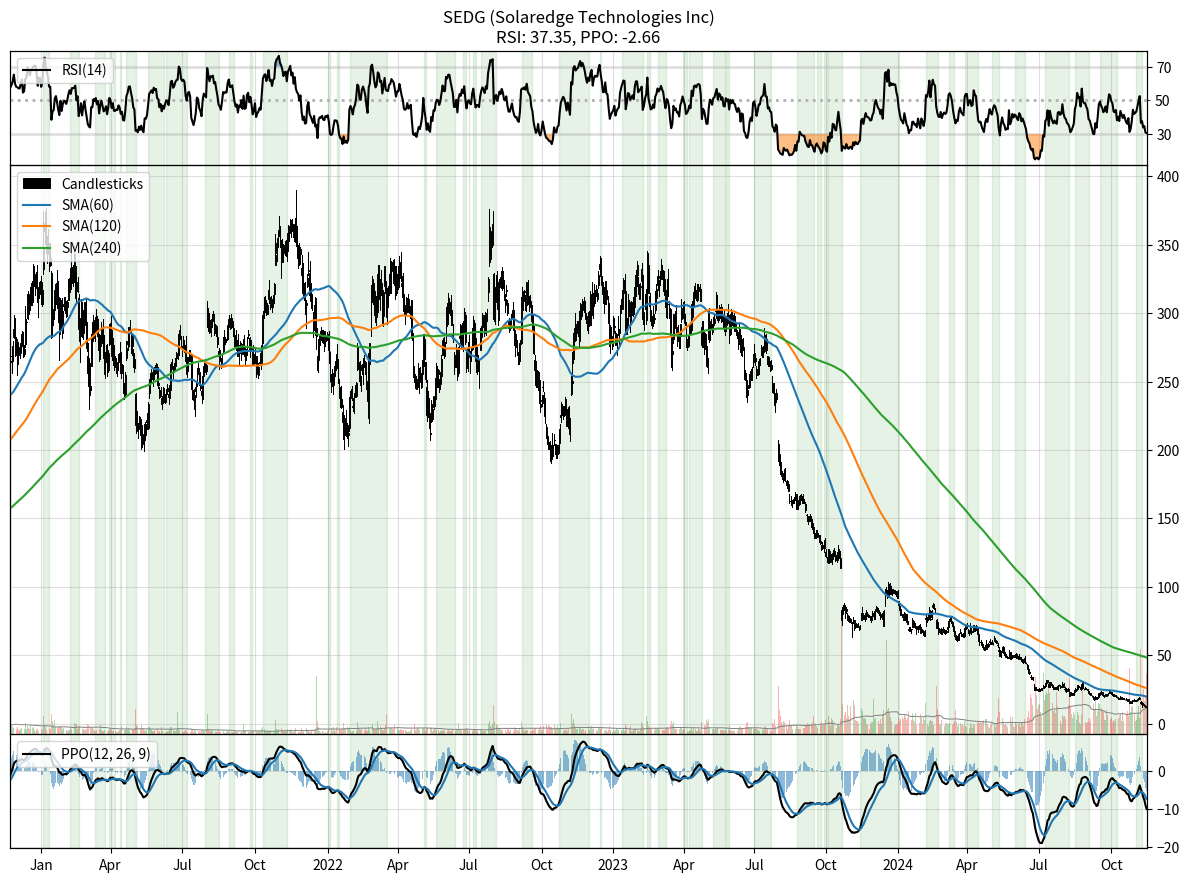 SEDG (Solaredge Technologies Inc)
RSI: 37.35, PPO: -2.66
RSI(14)
70
50
30
Candlesticks
SMA(60)
SMA(120)
SMA(240)
400
350
300
250
200
150
100
50
0
PPO(12, 26, 9)
0
−10
−20
Jan Apr Jul Oct 2022 Apr Jul Oct 2023 Apr Jul Oct 2024 Apr Jul Oct